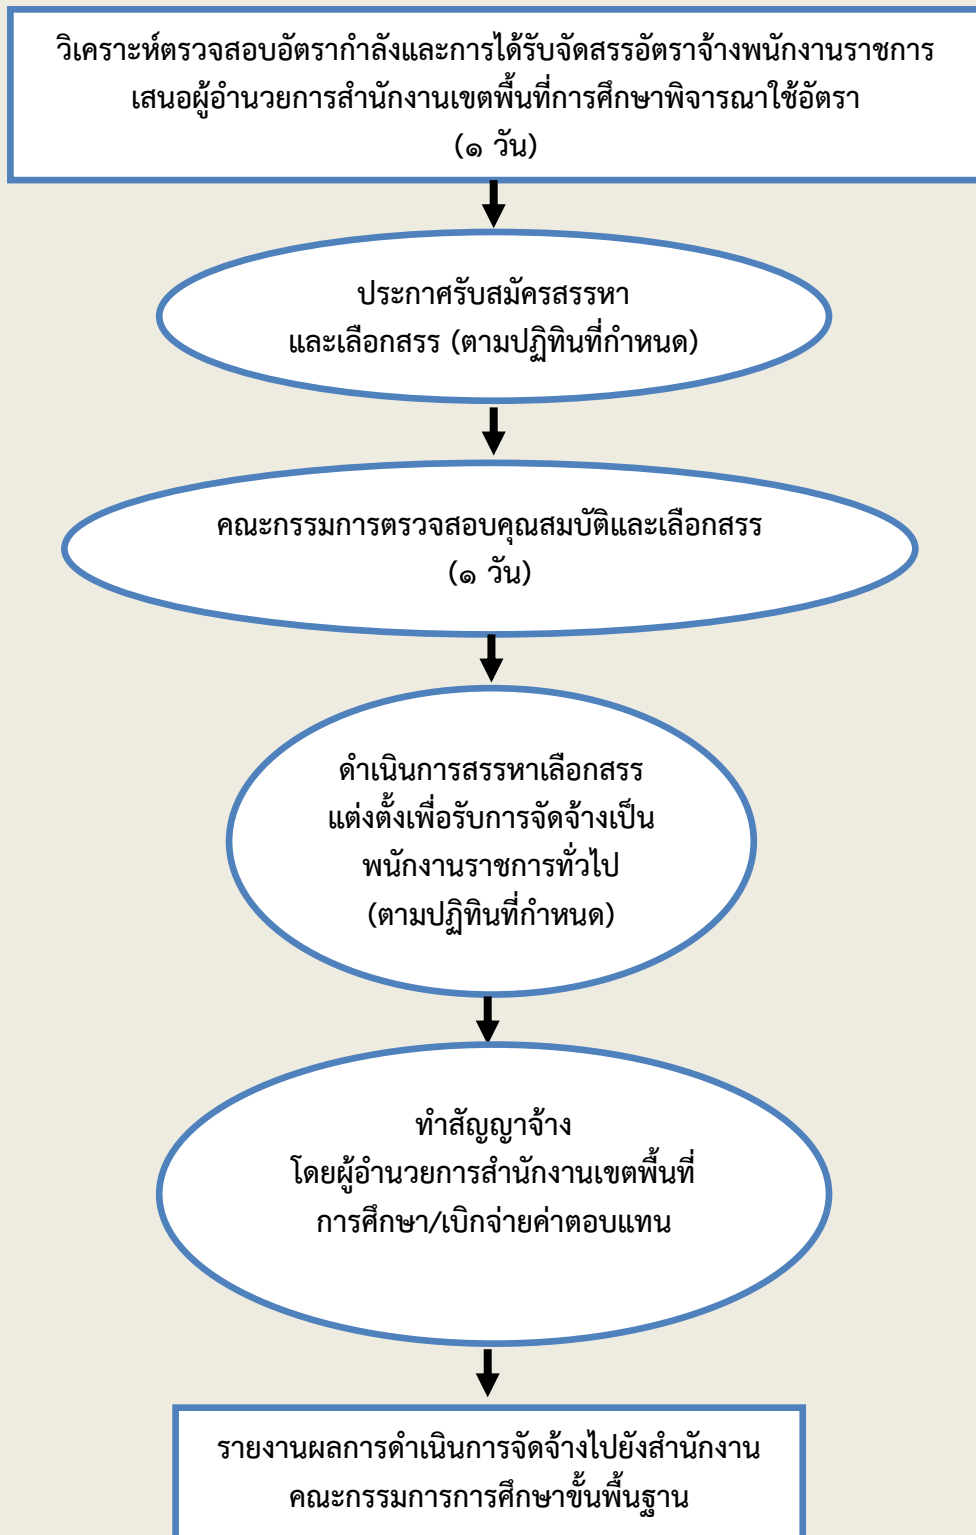 วิเคราะห์ตรวจสอบอัตรากำลังและการได้รับจัดสรรอัตราจ้างพนักงานราชการ
เสนอผู้อำนวยการสำนักงานเขตพื้นที่การศึกษาพิจารณาใช้อัตรา
(๑ วัน)
ประกาศรับสมัครสรรหา
และเลือกสรร (ตามปฏิทินที่กำหนด)
คณะกรรมการตรวจสอบคุณสมบัติและเลือกสรร
(๑ วัน)
ดำเนินการสรรหาเลือกสรร
แต่งตั้งเพื่อรับการจัดจ้างเป็น
พนักงานราชการทั่วไป
(ตามปฏิทินที่กำหนด)
ทำสัญญาจ้าง
โดยผู้อำนวยการสำนักงานเขตพื้นที่
การศึกษา/เบิกจ่ายค่าตอบแทน
รายงานผลการดำเนินการจัดจ้างไปยังสำนักงาน
คณะกรรมการการศึกษาขั้นพื้นฐาน